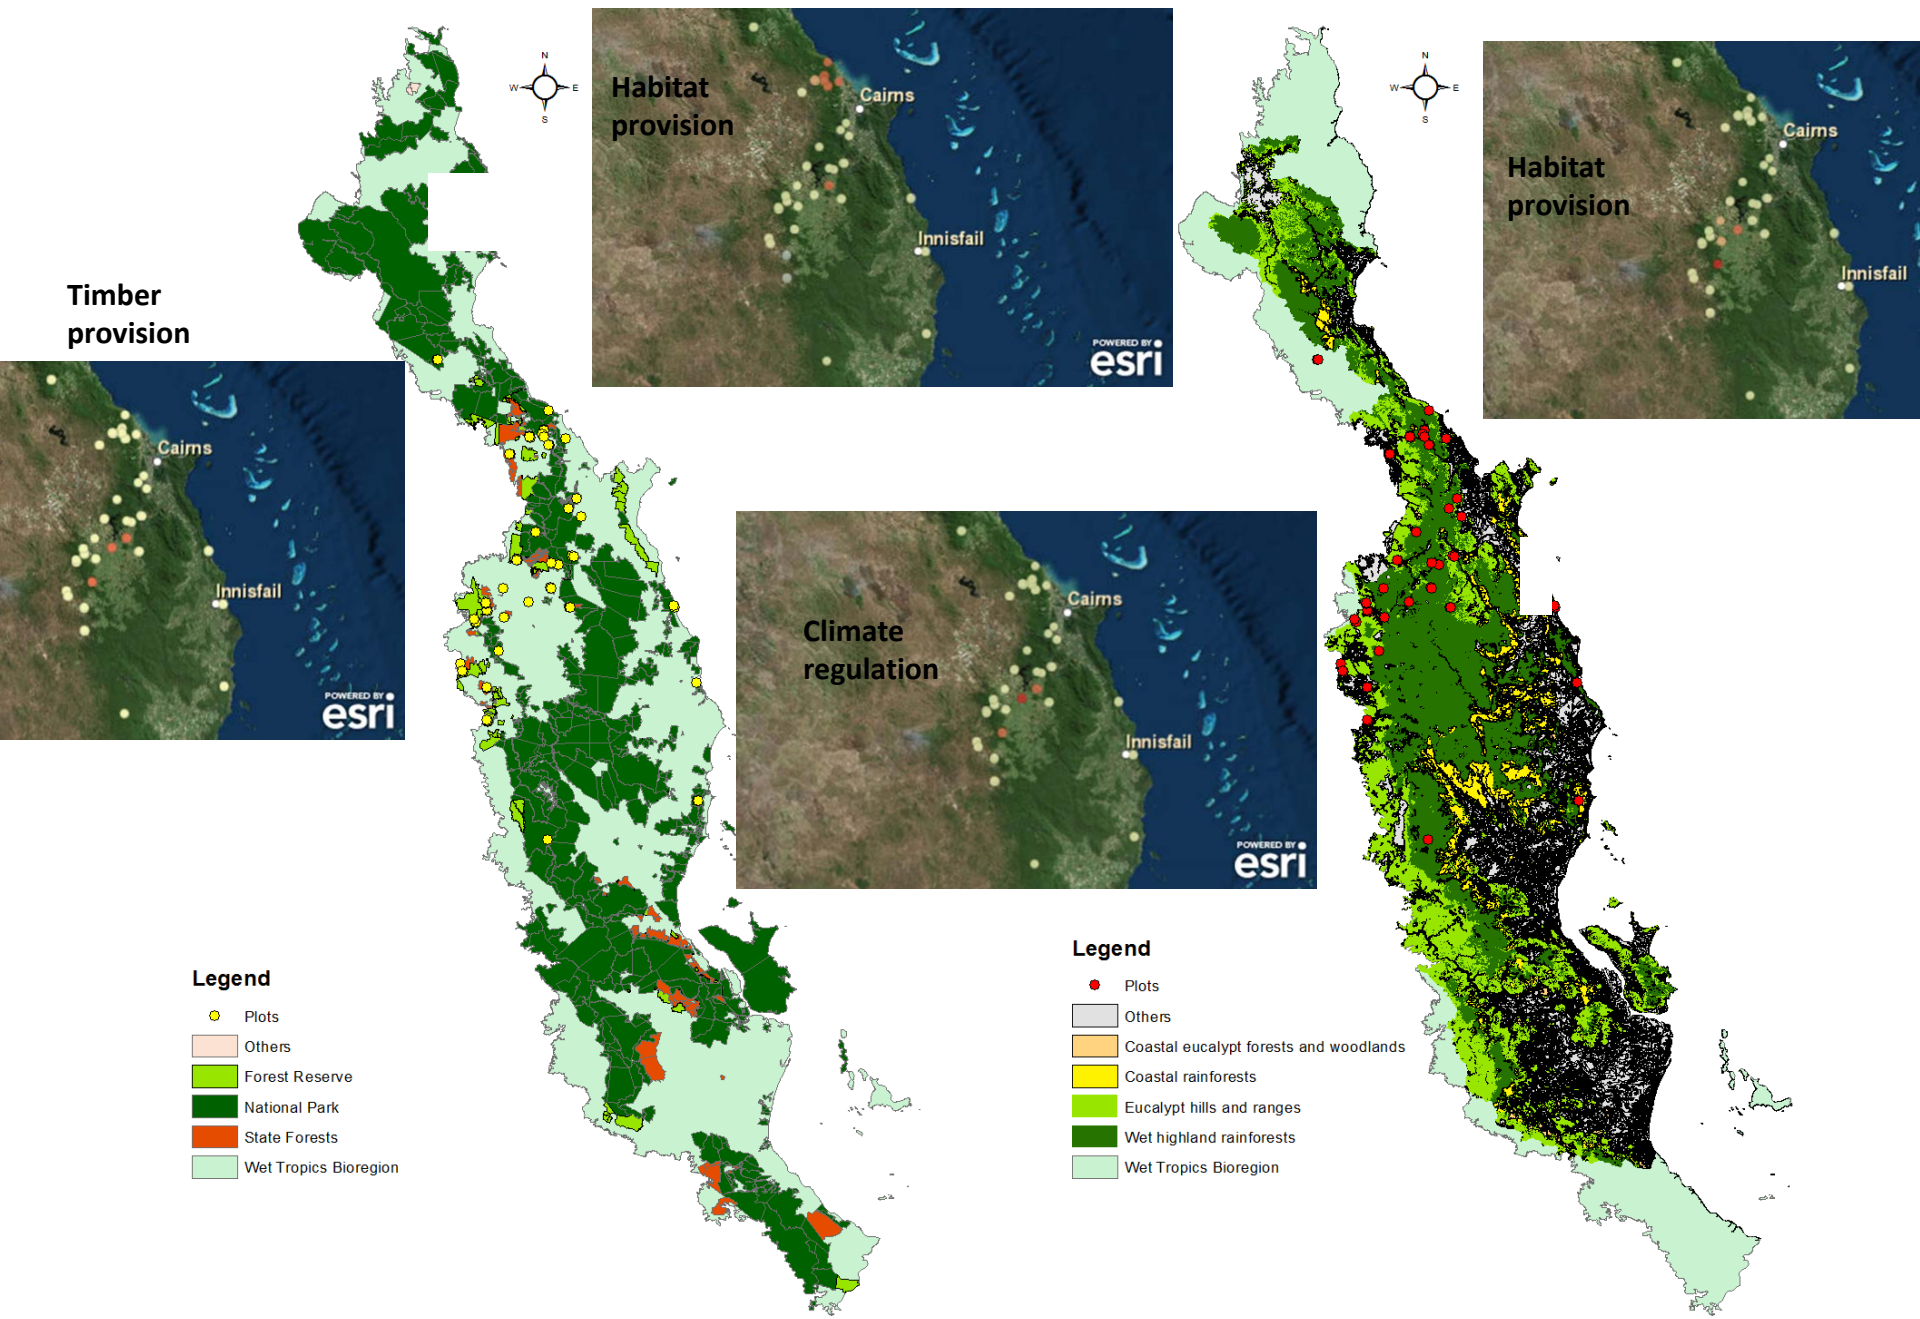 N
W
E
S
Habitat
provision
Cairns
Innisfail
POWERED BY
esri
N
W
E
S
Habitat
provision
Cairns
Innisfail
Timber
provision
Cairns
Innisfail
POWERED BY
esri
Climate
regulation
Cairns
Innisfail
POWERED BY
esri
Legend
Plots
Others
Forest Reserve
National Park
State Forests
Wet Tropics Bioregion
Legend
Plots
Others
Coastal eucalypt forests and woodlands
Coastal rainforests
Eucalypt hills and ranges
Wet highland rainforests
Wet Tropics Bioregion